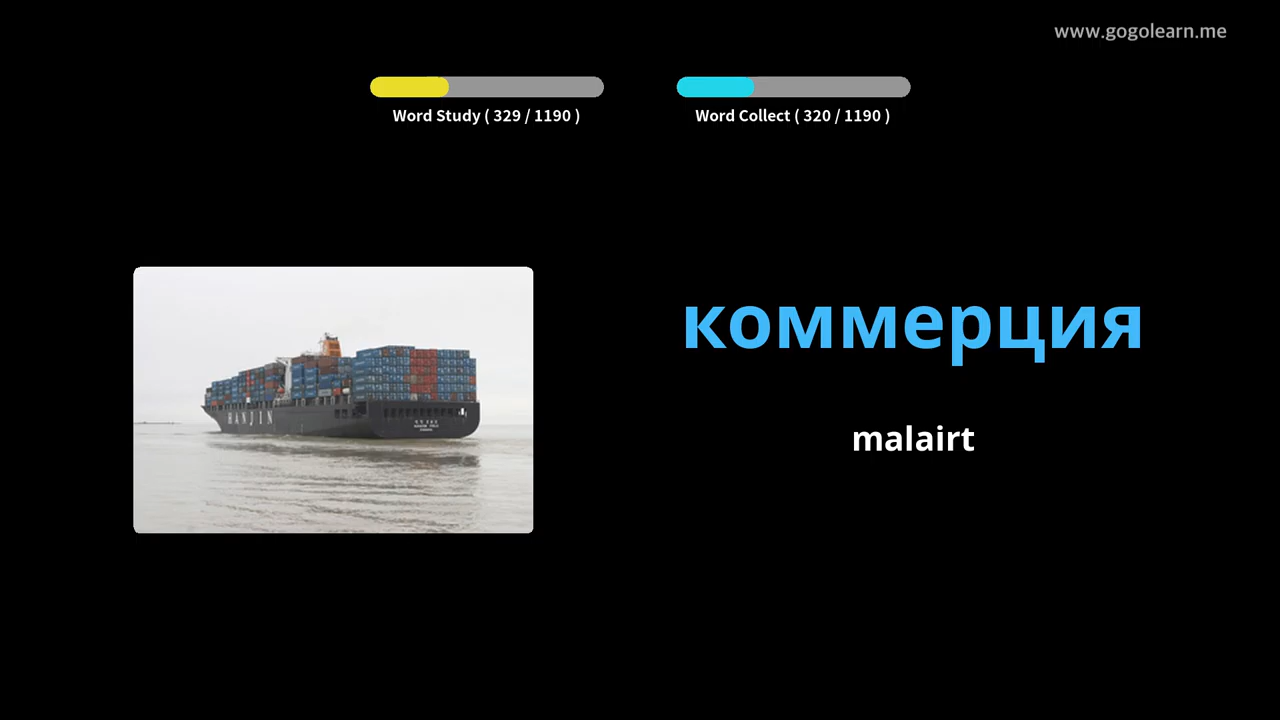 www.gogolearn.me
Word Study ( 329 / 1190 )
Word Collect ( 320 / 1190 )
коммерция
malairt
HANJIN